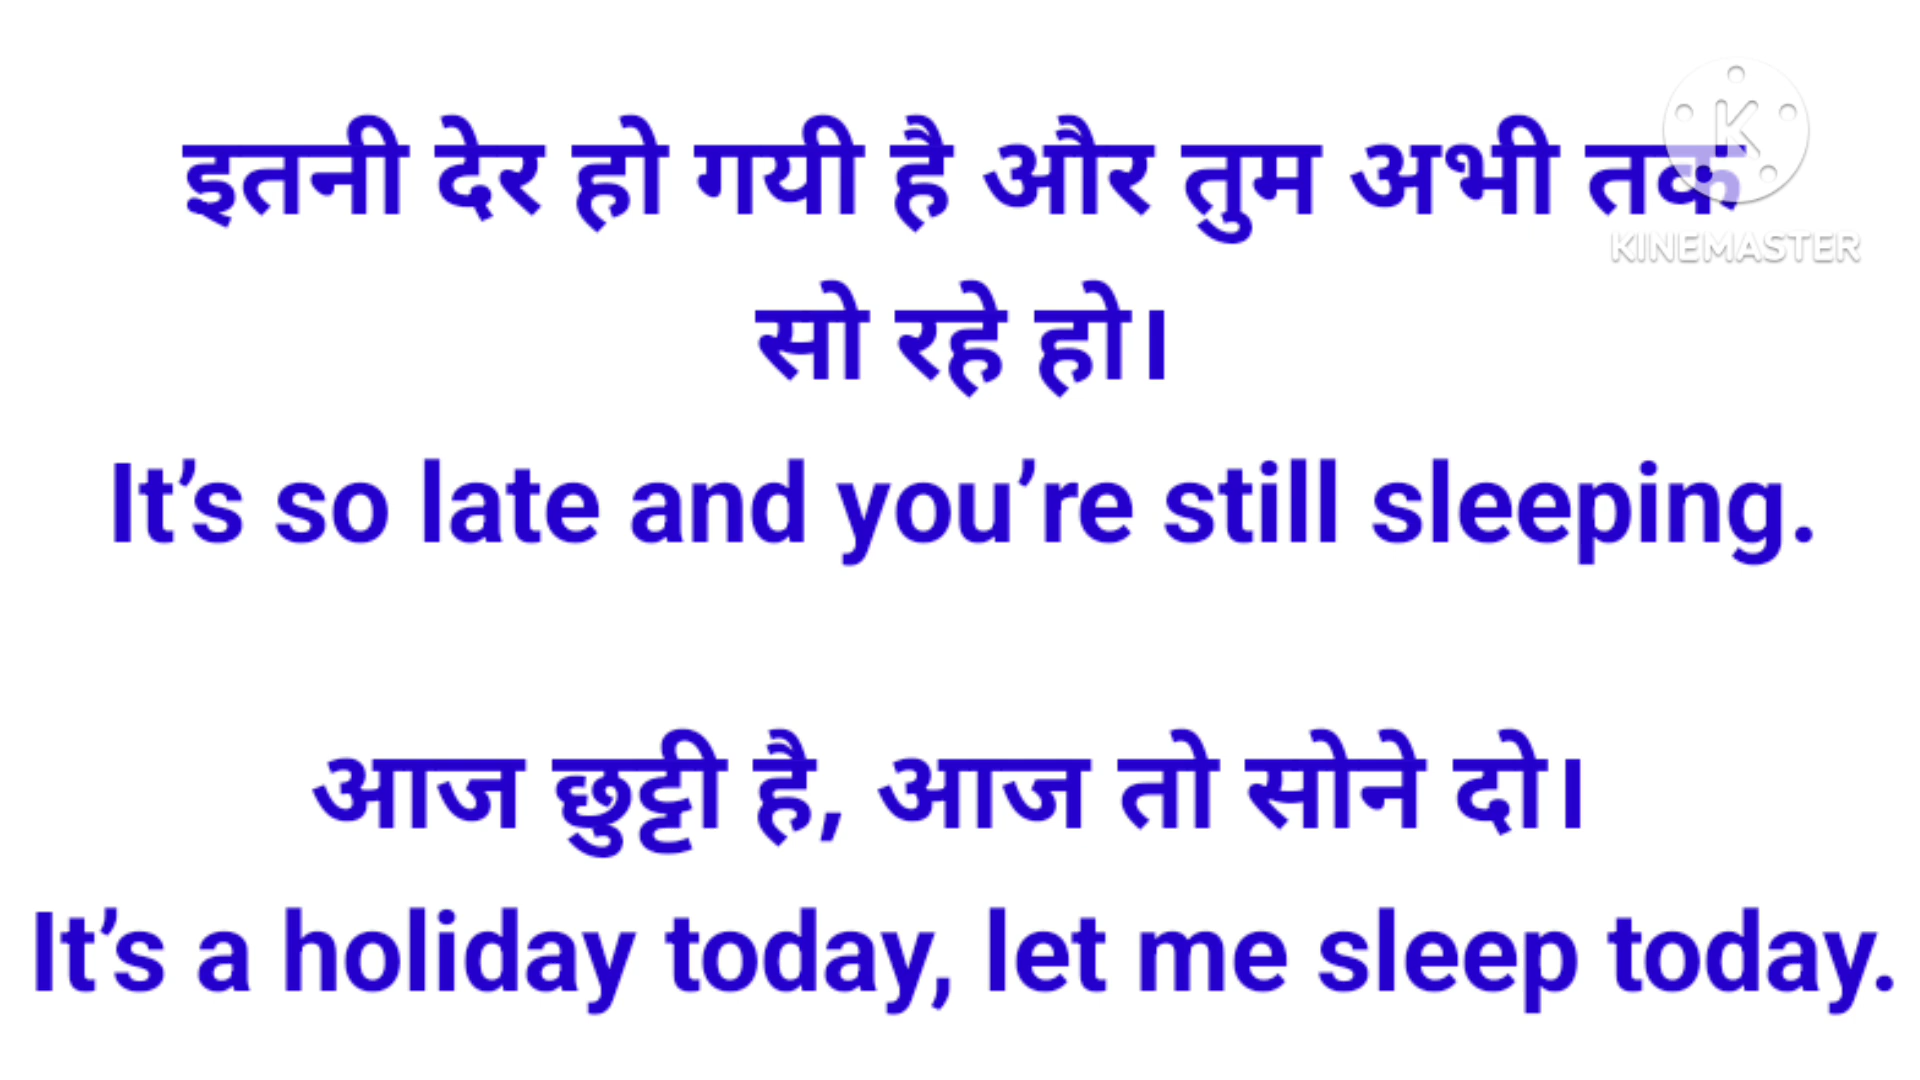 इतनी देर हो गयी है और तुम अभी तक
सो रहे हो।
It’s so late and you’re still sleeping.
आज छुट्टी है, आज तो सोने दो।
It’s a holiday today, let me sleep today.
K
KINEMASTER